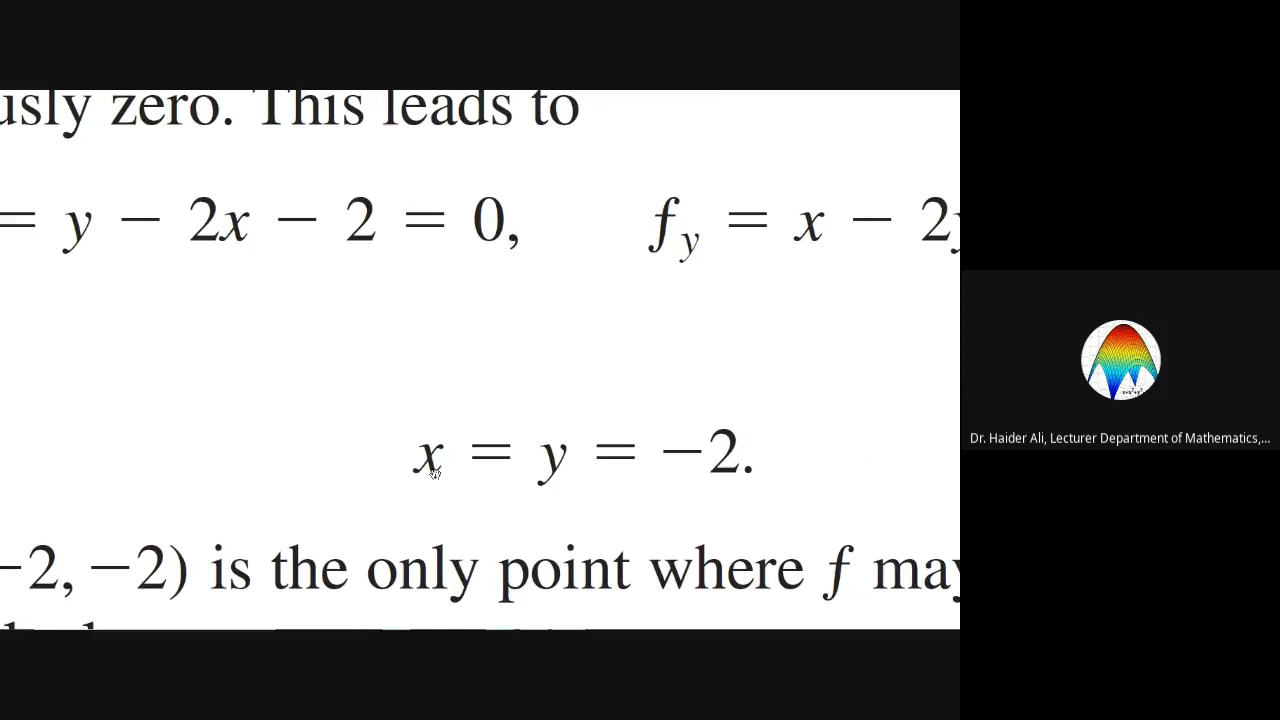 usly zero. This leads to
= y − 2x − 2 = 0, f_y = x − 2y
x = y = −2.
−2, −2) is the only point where f may
Dr. Haider Ali, Lecturer Department of Mathematics,...